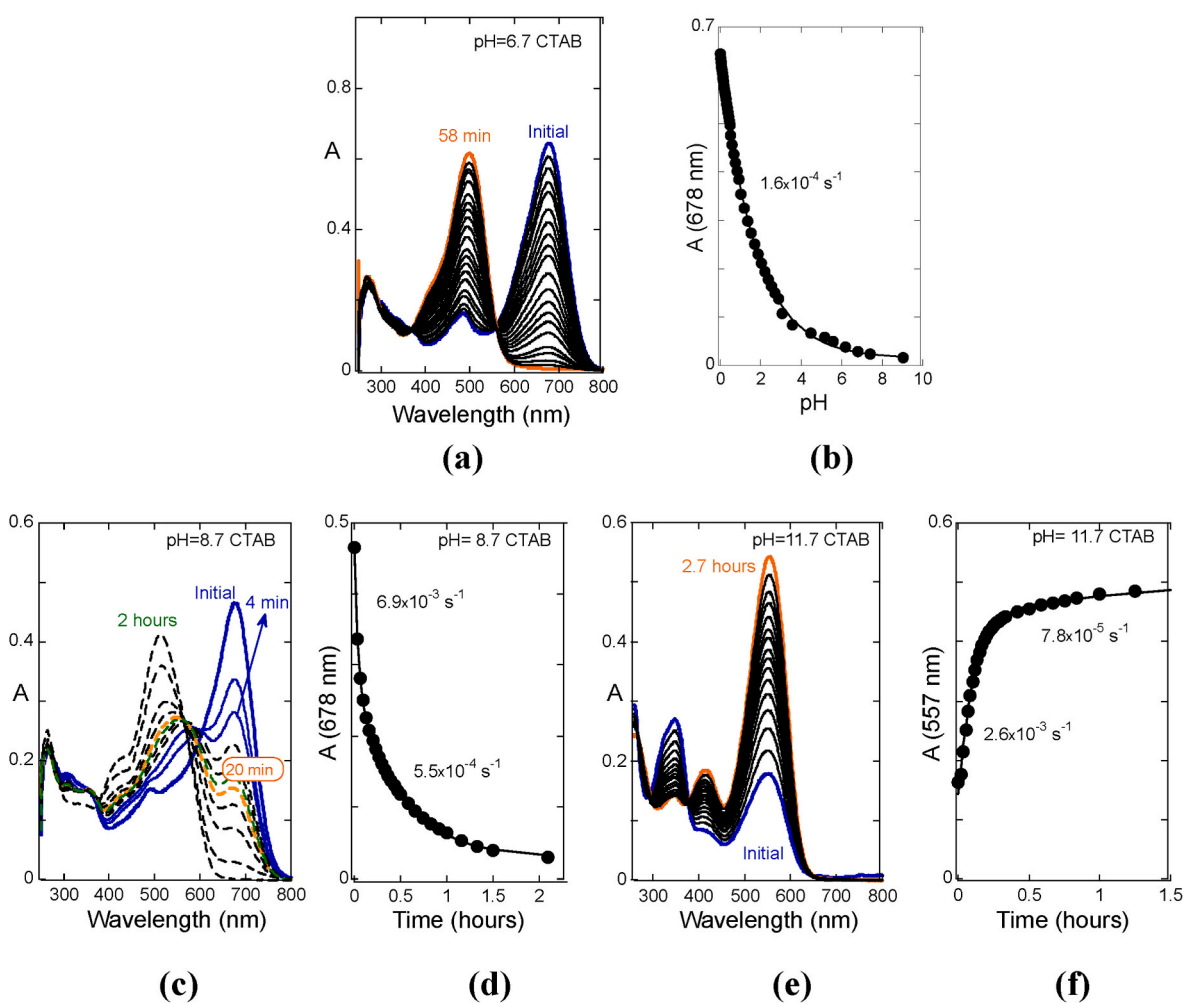 pH=6.7 CTAB
58 min
Initial
A
0.8
0.4
0
300 400 500 600 700 800
Wavelength (nm)
(a)
0.7
1.6x10⁻⁴ s⁻¹
A (678 nm)
0
0 2 4 6 8 10
pH
(b)
0.6
pH=8.7 CTAB
Initial
4 min
2 hours
0.4
A
0.2
20 min
0
300 400 500 600 700 800
Wavelength (nm)
(c)
0.5
pH= 8.7 CTAB
6.9x10⁻³ s⁻¹
A (678 nm)
5.5x10⁻⁴ s⁻¹
0
0 0.5 1 1.5 2
Time (hours)
(d)
0.6
pH=11.7 CTAB
2.7 hours
0.4
A
0.2
Initial
0
300 400 500 600 700 800
Wavelength (nm)
(e)
0.6
pH= 11.7 CTAB
A (557 nm)
7.8x10⁻⁵ s⁻¹
2.6x10⁻³ s⁻¹
0
0 0.5 1 1.5
Time (hours)
(f)